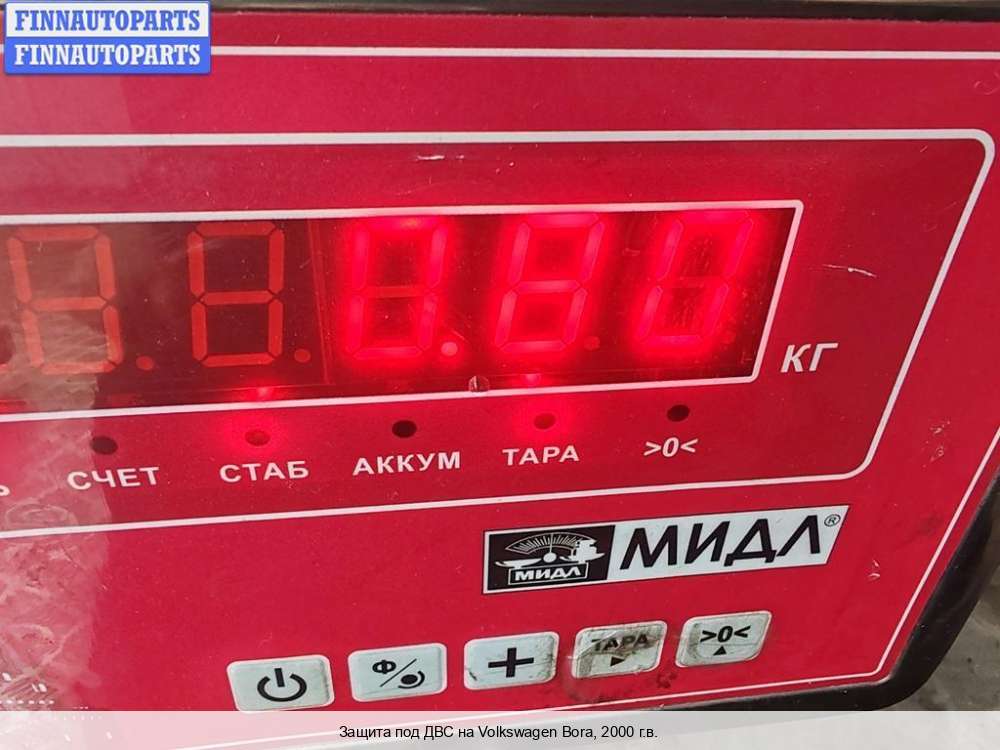 FINNAUTOPARTS
FINNAUTOPARTS
0.80
КГ
СЧЕТ СТАБ АККУМ ТАРА >0<
МИДЛ МИДЛ®
Ф + ТАРА >0<
Защита под ДВС на Volkswagen Bora, 2000 г.в.